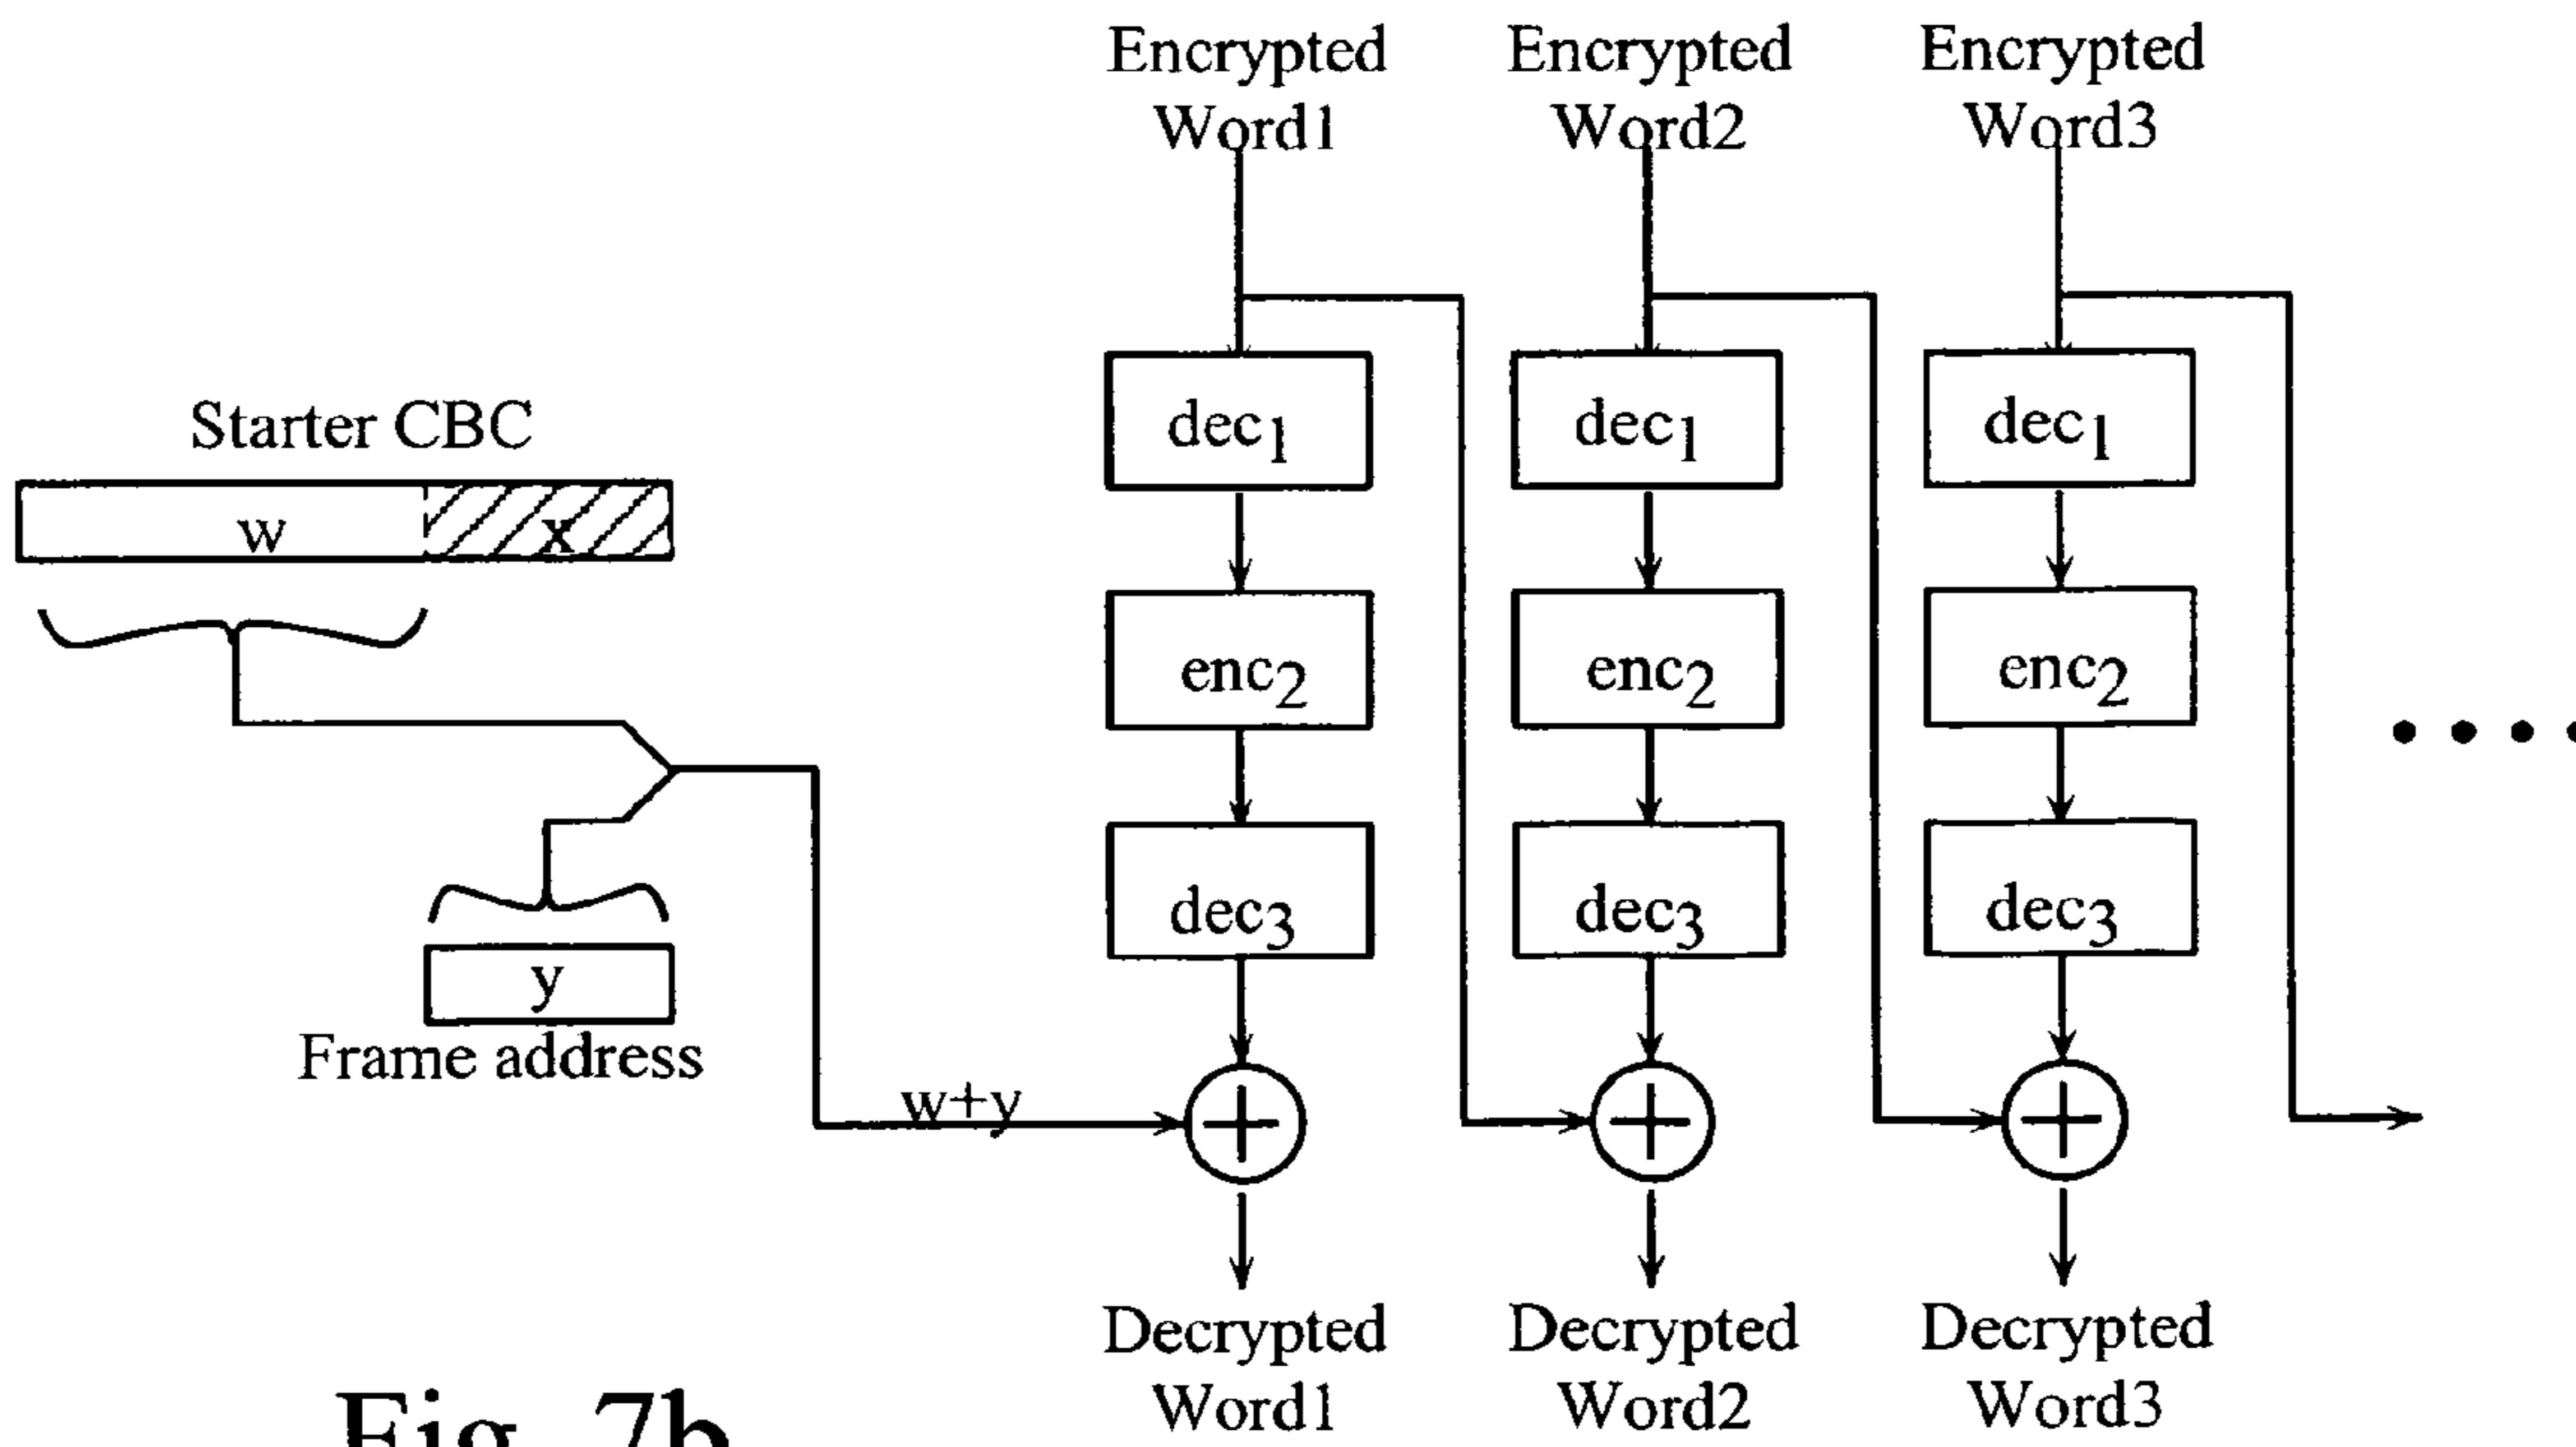 Encrypted Word1
Encrypted Word2
Encrypted Word3
Starter CBC
w
x
dec1
dec1
dec1
enc2
enc2
enc2
dec3
dec3
dec3
y
Frame address
w+y
Decrypted Word1
Decrypted Word2
Decrypted Word3
Fig. 7b